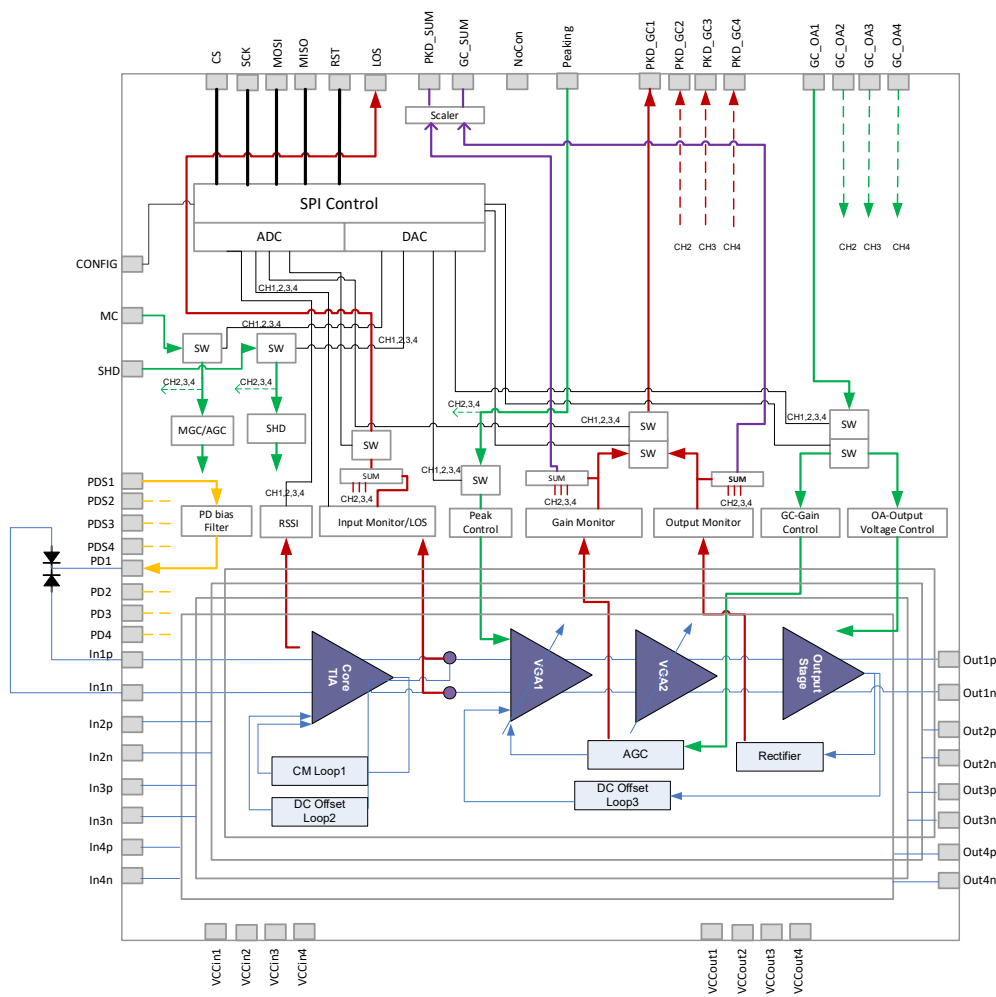 CS
SCK
MOSI
MISO
RST
LOS
PKD_SUM
GC_SUM
NoCon
Peaking
PKD_GC1
PKD_GC2
PKD_GC3
PKD_GC4
GC_OA1
GC_OA2
GC_OA3
GC_OA4
Scaler
SPI Control
ADC
DAC
CH2
CH3
CH4
CH2
CH3
CH4
CONFIG
MC
SHD
CH1,2,3,4
CH1,2,3,4
SW
SW
CH2,3,4
CH2,3,4
CH2,3,4
MGC/AGC
SHD
SW
SUM
CH2,3,4
CH1,2,3,4
CH1,2,3,4
SW
CH1,2,3,4
SW
SW
SUM
CH2,3,4
SUM
CH2,3,4
CH1,2,3,4
SW
SW
PDS1
PDS2
PDS3
PDS4
PD1
PD2
PD3
PD4
PD bias
Filter
RSSI
Input Monitor/LOS
Peak
Control
Gain Monitor
Output Monitor
GC-Gain
Control
OA-Output
Voltage Control
In1p
In1n
In2p
In2n
In3p
In3n
In4p
In4n
Core
TIA
VGA1
VGA2
Output
Stage
CM Loop1
DC Offset
Loop2
AGC
DC Offset
Loop3
Rectifier
Out1p
Out1n
Out2p
Out2n
Out3p
Out3n
Out4p
Out4n
VCCin1
VCCin2
VCCin3
VCCin4
VCCout1
VCCout2
VCCout3
VCCout4